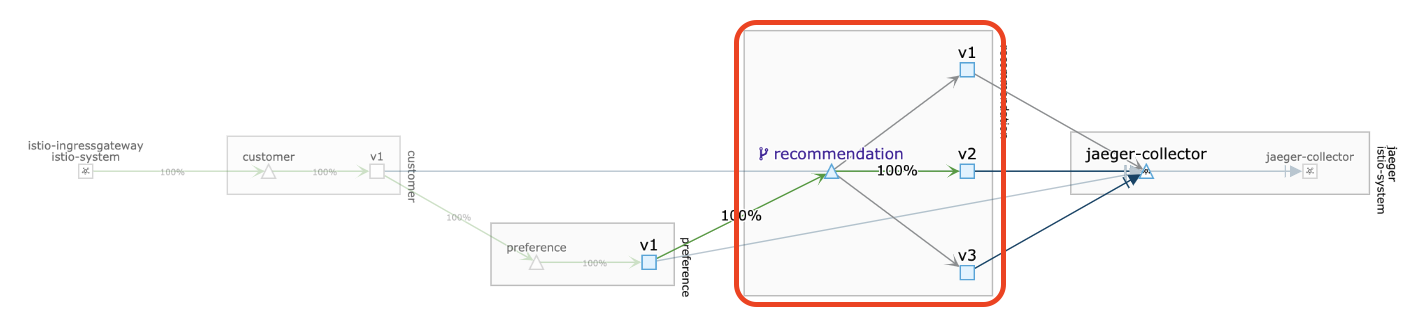 istio-ingressgateway
istio-system
100%
customer
100%
v1
customer
100%
preference
100%
v1
preference
100%
recommendation
100%
v1
v2
v3
recommendation
jaeger-collector
jaeger-collector
jaeger
istio-system